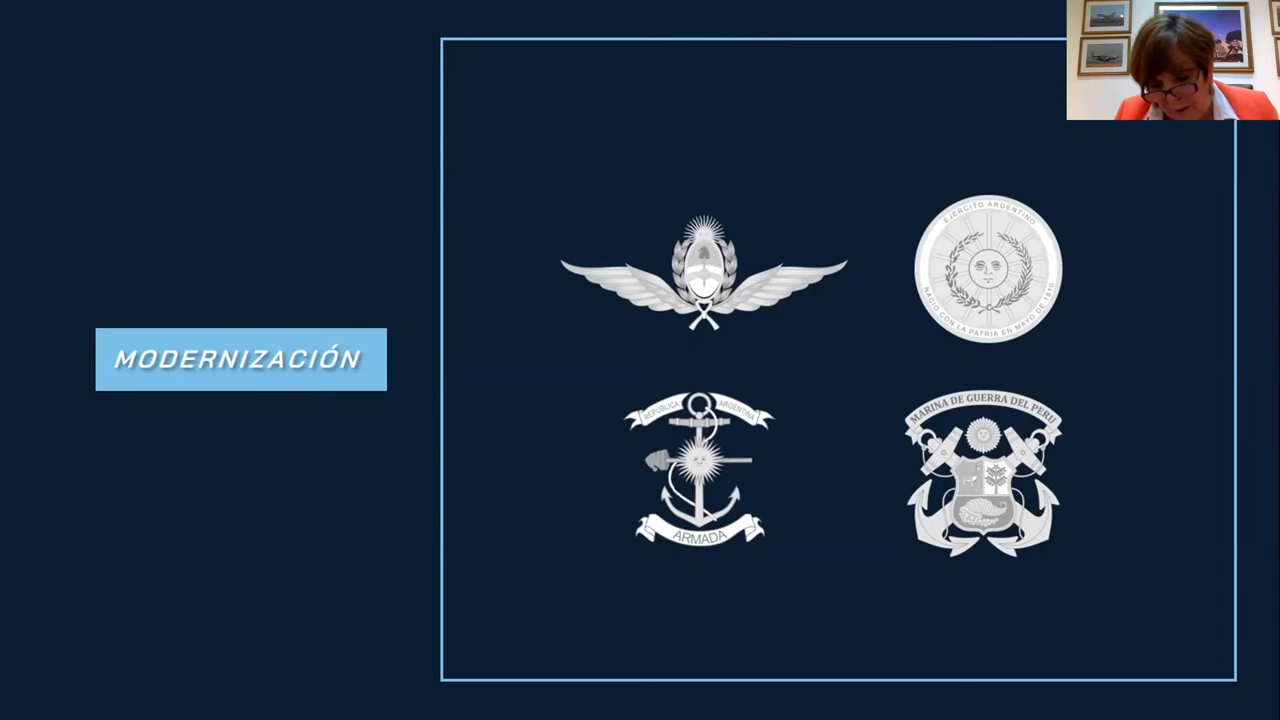 MODERNIZACIÓN
EJERCITO ARGENTINO
NACIO CON LA PATRIA EN MAYO DE 1810
REPUBLICA ARGENTINA
ARMADA
MARINA DE GUERRA DEL PERU